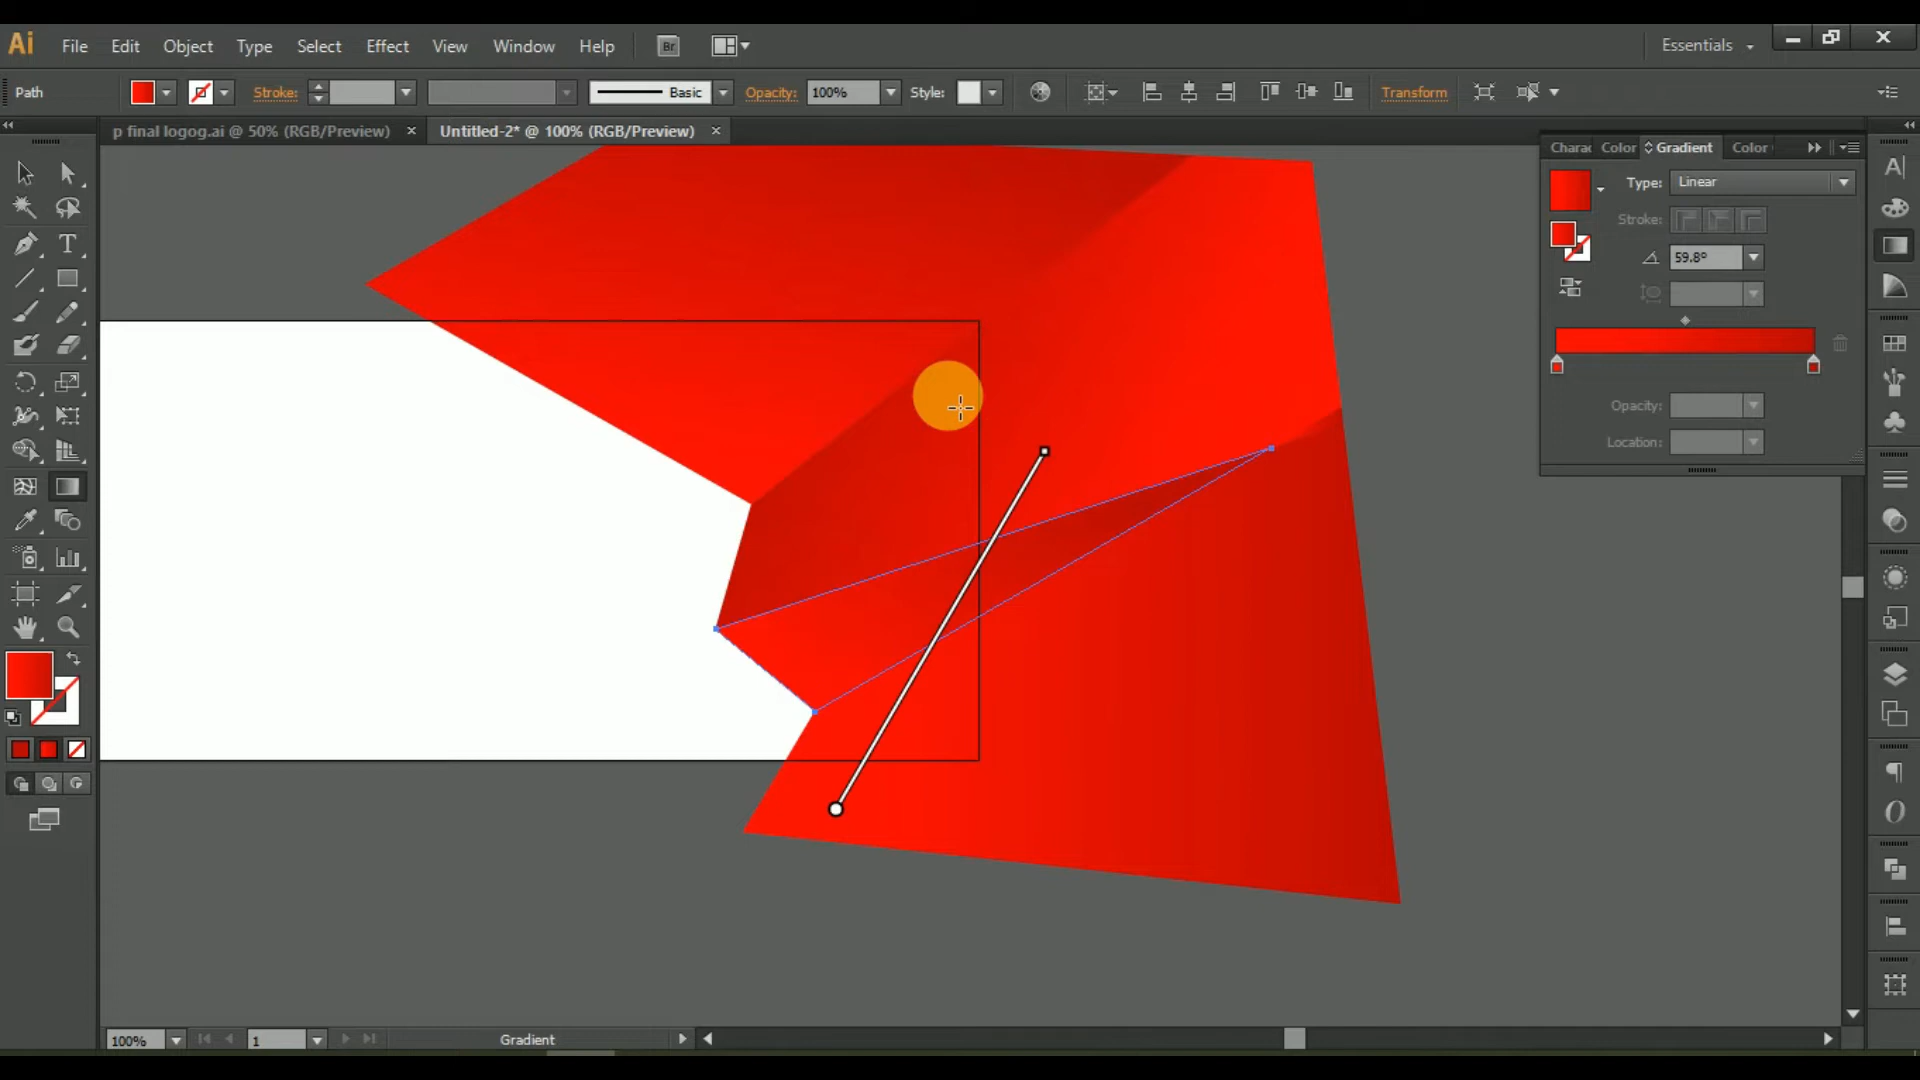 Ai File Edit Object Type Select Effect View Window Help Br Essentials
Path Stroke: Basic Opacity: 100% Style: Transform
p final logog.ai @ 50% (RGB/Preview) × Untitled-2* @ 100% (RGB/Preview) ×
Charac Color Gradient Color
Type: Linear
Stroke:
59.8°
Opacity:
Location:
100% 1 Gradient